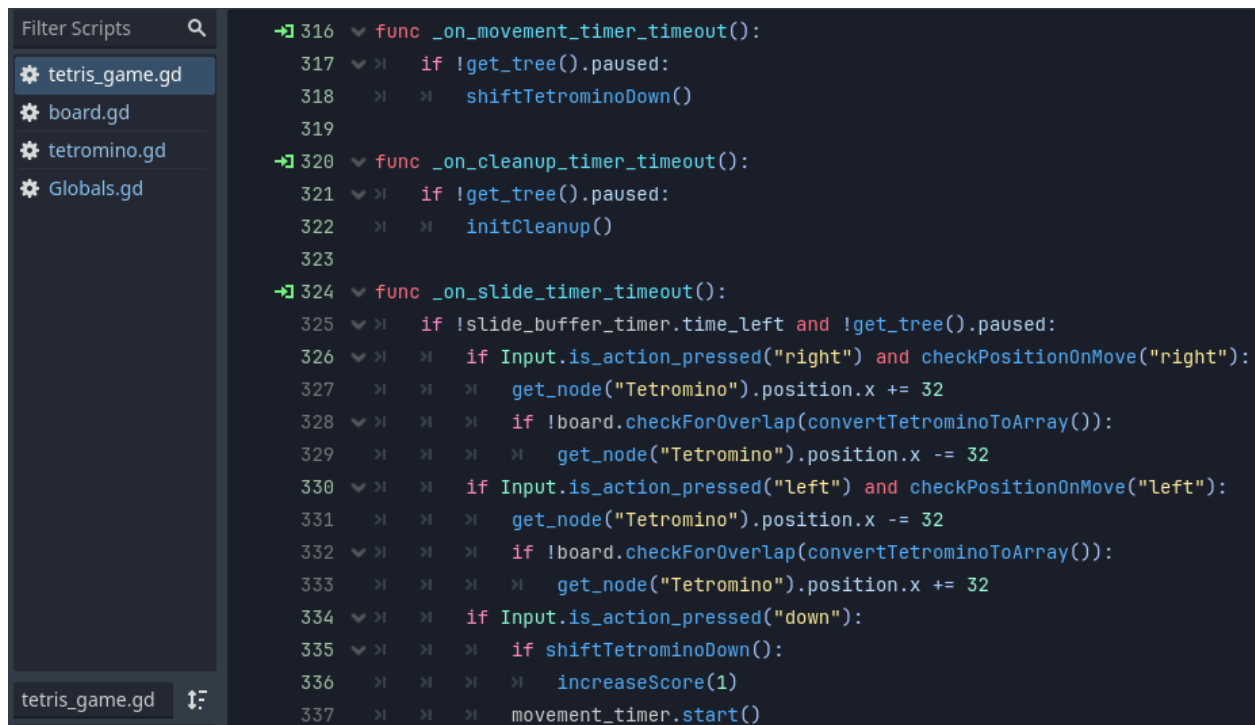 Filter Scripts
tetris_game.gd
board.gd
tetromino.gd
Globals.gd
tetris_game.gd
316 func _on_movement_timer_timeout():
317 if !get_tree().paused:
318 shiftTetrominoDown()
319
320 func _on_cleanup_timer_timeout():
321 if !get_tree().paused:
322 initCleanup()
323
324 func _on_slide_timer_timeout():
325 if !slide_buffer_timer.time_left and !get_tree().paused:
326 if Input.is_action_pressed("right") and checkPositionOnMove("right"):
327 get_node("Tetromino").position.x += 32
328 if !board.checkForOverlap(convertTetrominoToArray()):
329 get_node("Tetromino").position.x -= 32
330 if Input.is_action_pressed("left") and checkPositionOnMove("left"):
331 get_node("Tetromino").position.x -= 32
332 if !board.checkForOverlap(convertTetrominoToArray()):
333 get_node("Tetromino").position.x += 32
334 if Input.is_action_pressed("down"):
335 if shiftTetrominoDown():
336 increaseScore(1)
337 movement_timer.start()